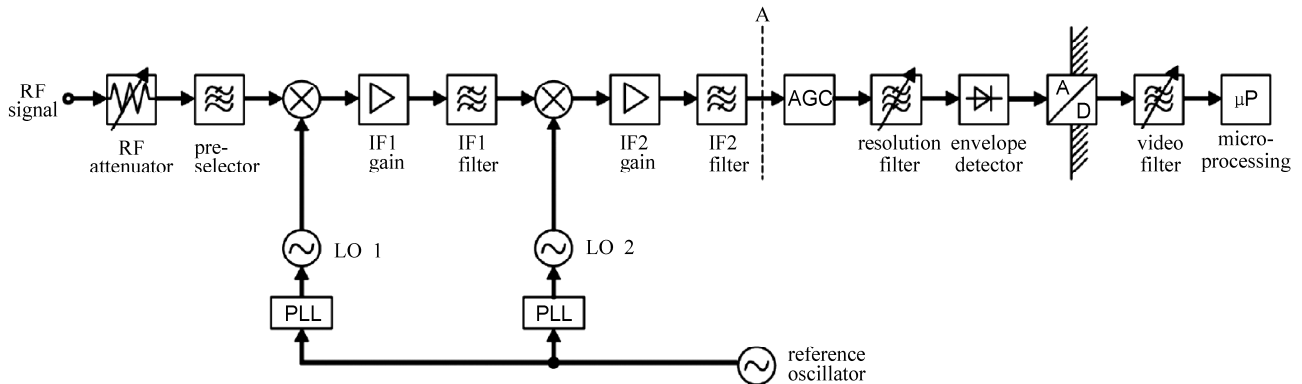 A
RF
signal
AGC
A
D
μP
RF
attenuator
pre-
selector
IF1
gain
IF1
filter
IF2
gain
IF2
filter
resolution
filter
envelope
detector
video
filter
micro-
processing
LO 1
LO 2
PLL
PLL
reference
oscillator